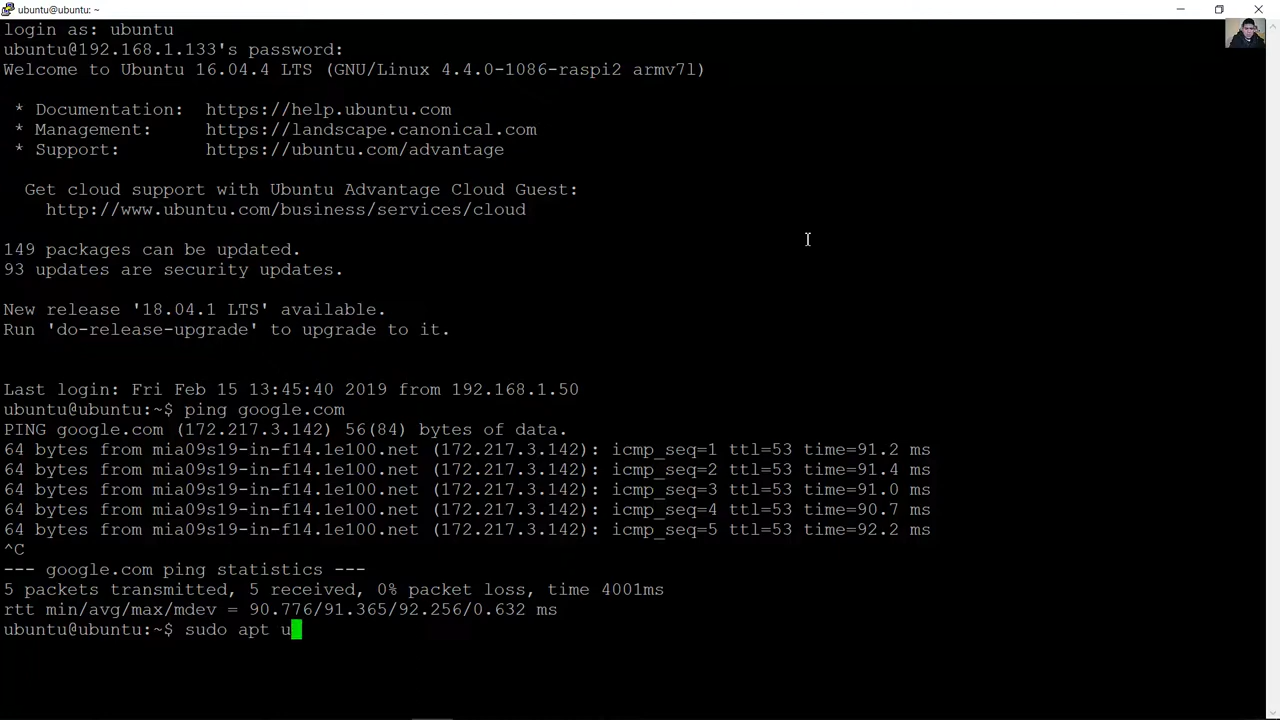 ubuntu@ubuntu: ~
login as: ubuntu
ubuntu@192.168.1.133's password:
Welcome to Ubuntu 16.04.4 LTS (GNU/Linux 4.4.0-1086-raspi2 armv7l)
* Documentation:  https://help.ubuntu.com
* Management:     https://landscape.canonical.com
* Support:        https://ubuntu.com/advantage
Get cloud support with Ubuntu Advantage Cloud Guest:
http://www.ubuntu.com/business/services/cloud
149 packages can be updated.
93 updates are security updates.
New release '18.04.1 LTS' available.
Run 'do-release-upgrade' to upgrade to it.
Last login: Fri Feb 15 13:45:40 2019 from 192.168.1.50
ubuntu@ubuntu:~$ ping google.com
PING google.com (172.217.3.142) 56(84) bytes of data.
64 bytes from mia09s19-in-f14.1e100.net (172.217.3.142): icmp_seq=1 ttl=53 time=91.2 ms
64 bytes from mia09s19-in-f14.1e100.net (172.217.3.142): icmp_seq=2 ttl=53 time=91.4 ms
64 bytes from mia09s19-in-f14.1e100.net (172.217.3.142): icmp_seq=3 ttl=53 time=91.0 ms
64 bytes from mia09s19-in-f14.1e100.net (172.217.3.142): icmp_seq=4 ttl=53 time=90.7 ms
64 bytes from mia09s19-in-f14.1e100.net (172.217.3.142): icmp_seq=5 ttl=53 time=92.2 ms
^C
--- google.com ping statistics ---
5 packets transmitted, 5 received, 0% packet loss, time 4001ms
rtt min/avg/max/mdev = 90.776/91.365/92.256/0.632 ms
ubuntu@ubuntu:~$ sudo apt u